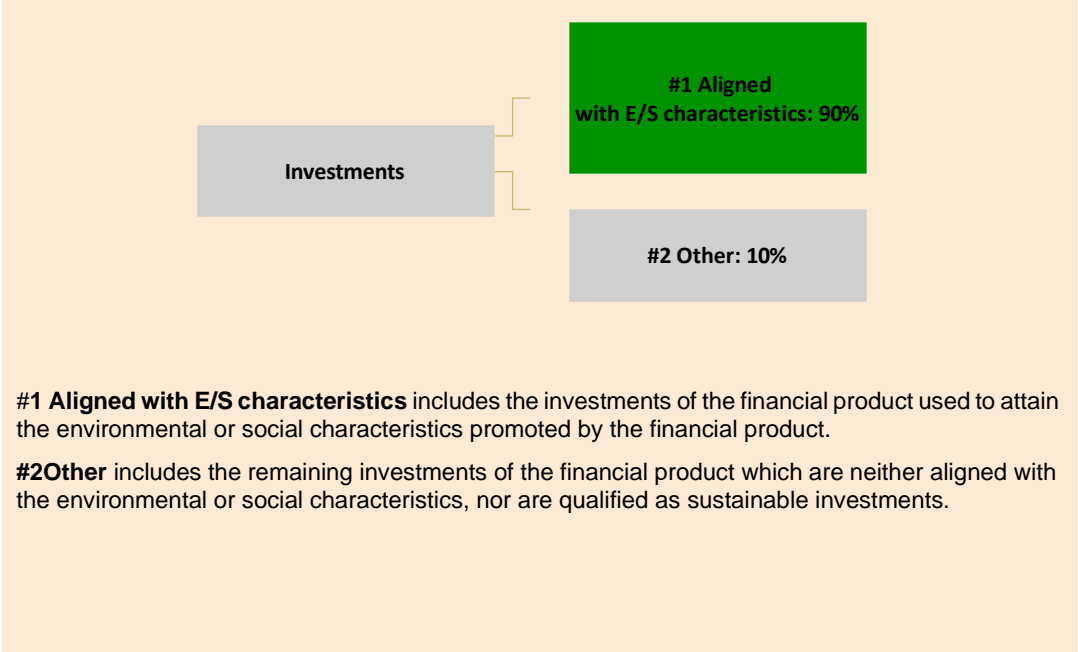 #1 Aligned
with E/S characteristics: 90%
Investments
#2 Other: 10%
#1 Aligned with E/S characteristics includes the investments of the financial product used to attain
the environmental or social characteristics promoted by the financial product.
#2Other includes the remaining investments of the financial product which are neither aligned with
the environmental or social characteristics, nor are qualified as sustainable investments.